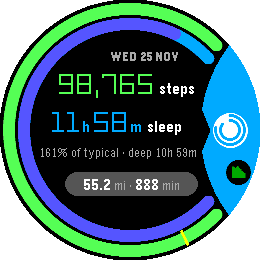 WED 25 NOV
98,765 steps
11h58m sleep
161% of typical · deep 10h 59m
55.2 mi · 888 min